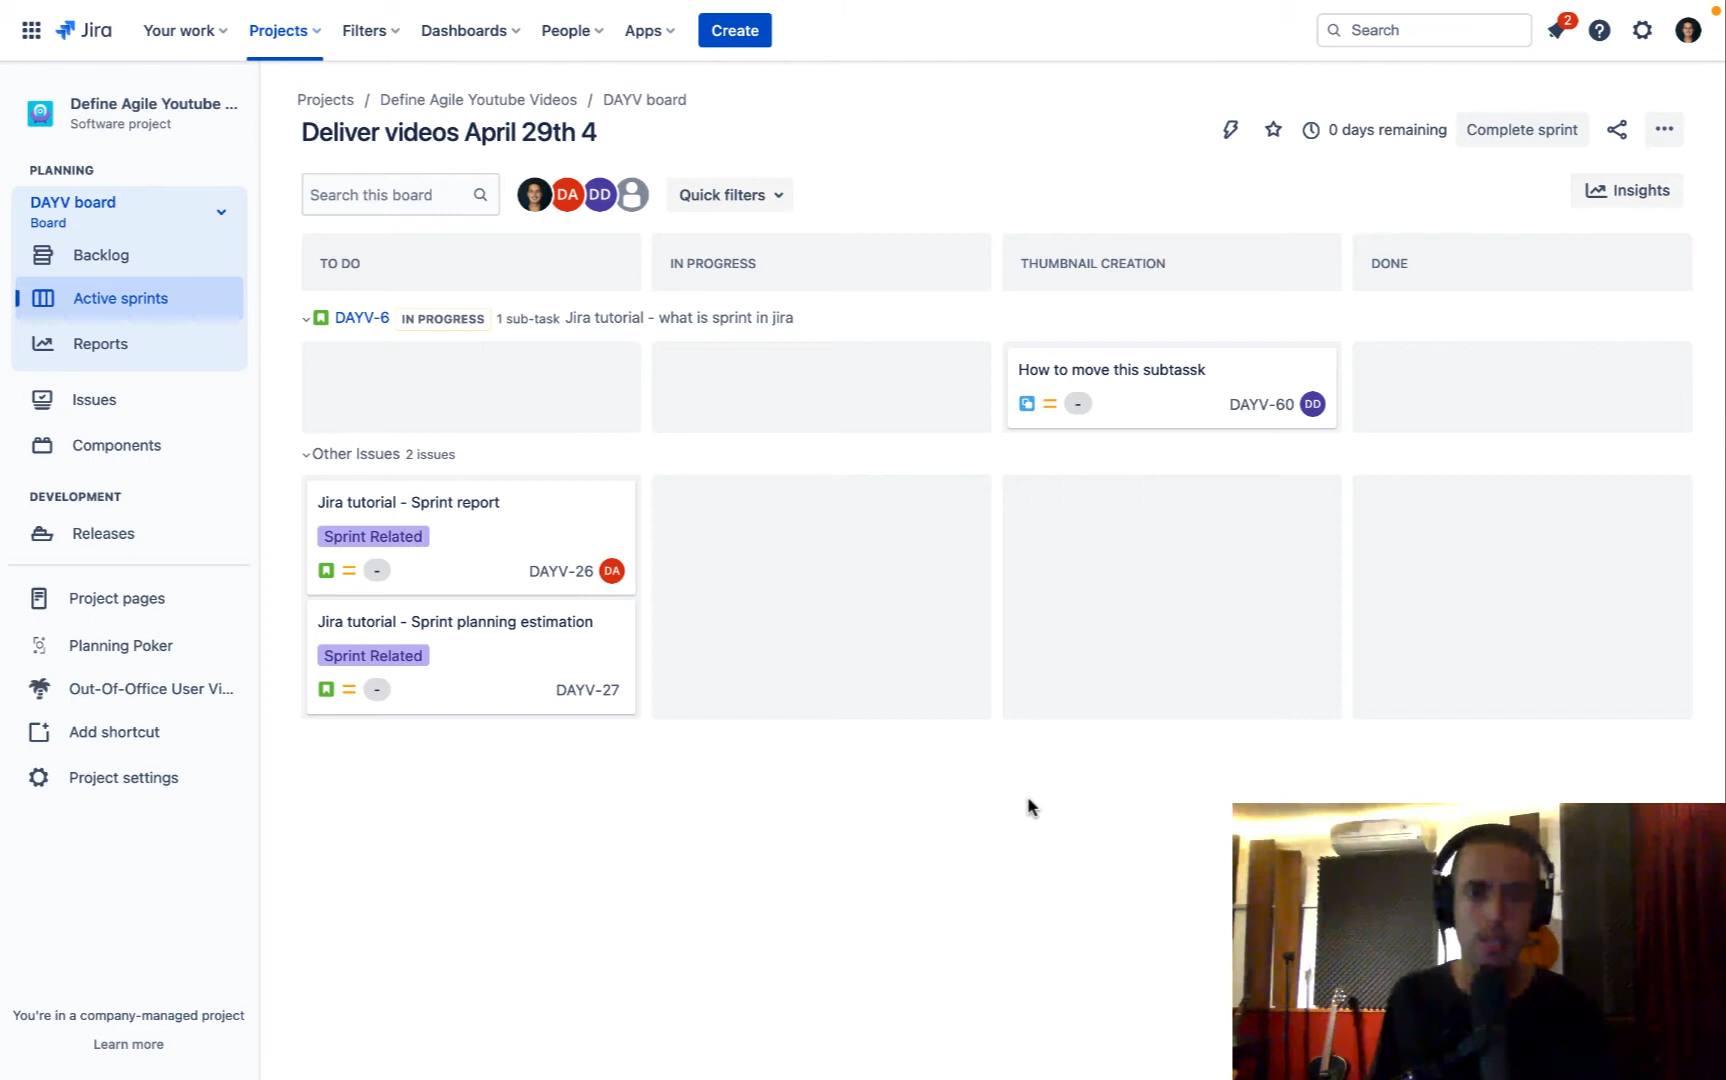 Jira
Your work
Projects
Filters
Dashboards
People
Apps
Create
Search
2
Define Agile Youtube ...
Software project
PLANNING
DAYV board
Board
Backlog
Active sprints
Reports
Issues
Components
DEVELOPMENT
Releases
Project pages
Planning Poker
Out-Of-Office User Vi...
Add shortcut
Project settings
You're in a company-managed project
Learn more
Projects / Define Agile Youtube Videos / DAYV board
Deliver videos April 29th 4
0 days remaining
Complete sprint
Search this board
DA
DD
Quick filters
Insights
TO DO
IN PROGRESS
THUMBNAIL CREATION
DONE
DAYV-6 IN PROGRESS 1 sub-task Jira tutorial - what is sprint in jira
How to move this subtassk
-
DAYV-60
DD
Other Issues 2 issues
Jira tutorial - Sprint report
Sprint Related
-
DAYV-26
DA
Jira tutorial - Sprint planning estimation
Sprint Related
-
DAYV-27